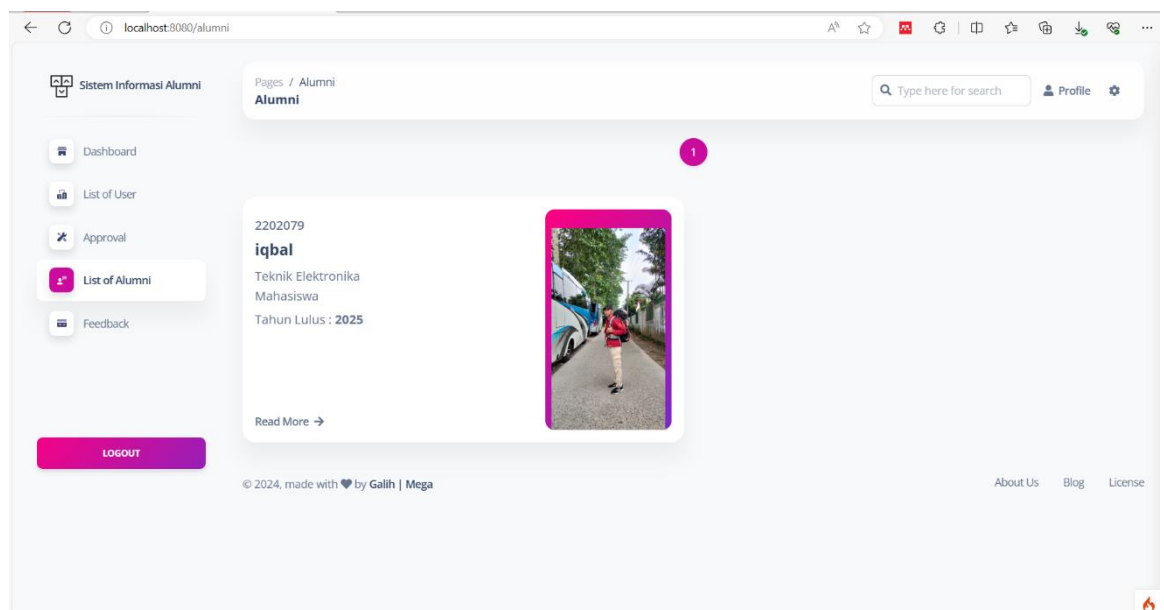 localhost:8080/alumni
Sistem Informasi Alumni
Pages / Alumni
Alumni
Type here for search
Profile
Dashboard
List of User
Approval
List of Alumni
Feedback
LOGOUT
1
2202079
iqbal
Teknik Elektronika
Mahasiswa
Tahun Lulus : 2025
Read More →
© 2024, made with ♥ by Galih | Mega
About Us Blog License